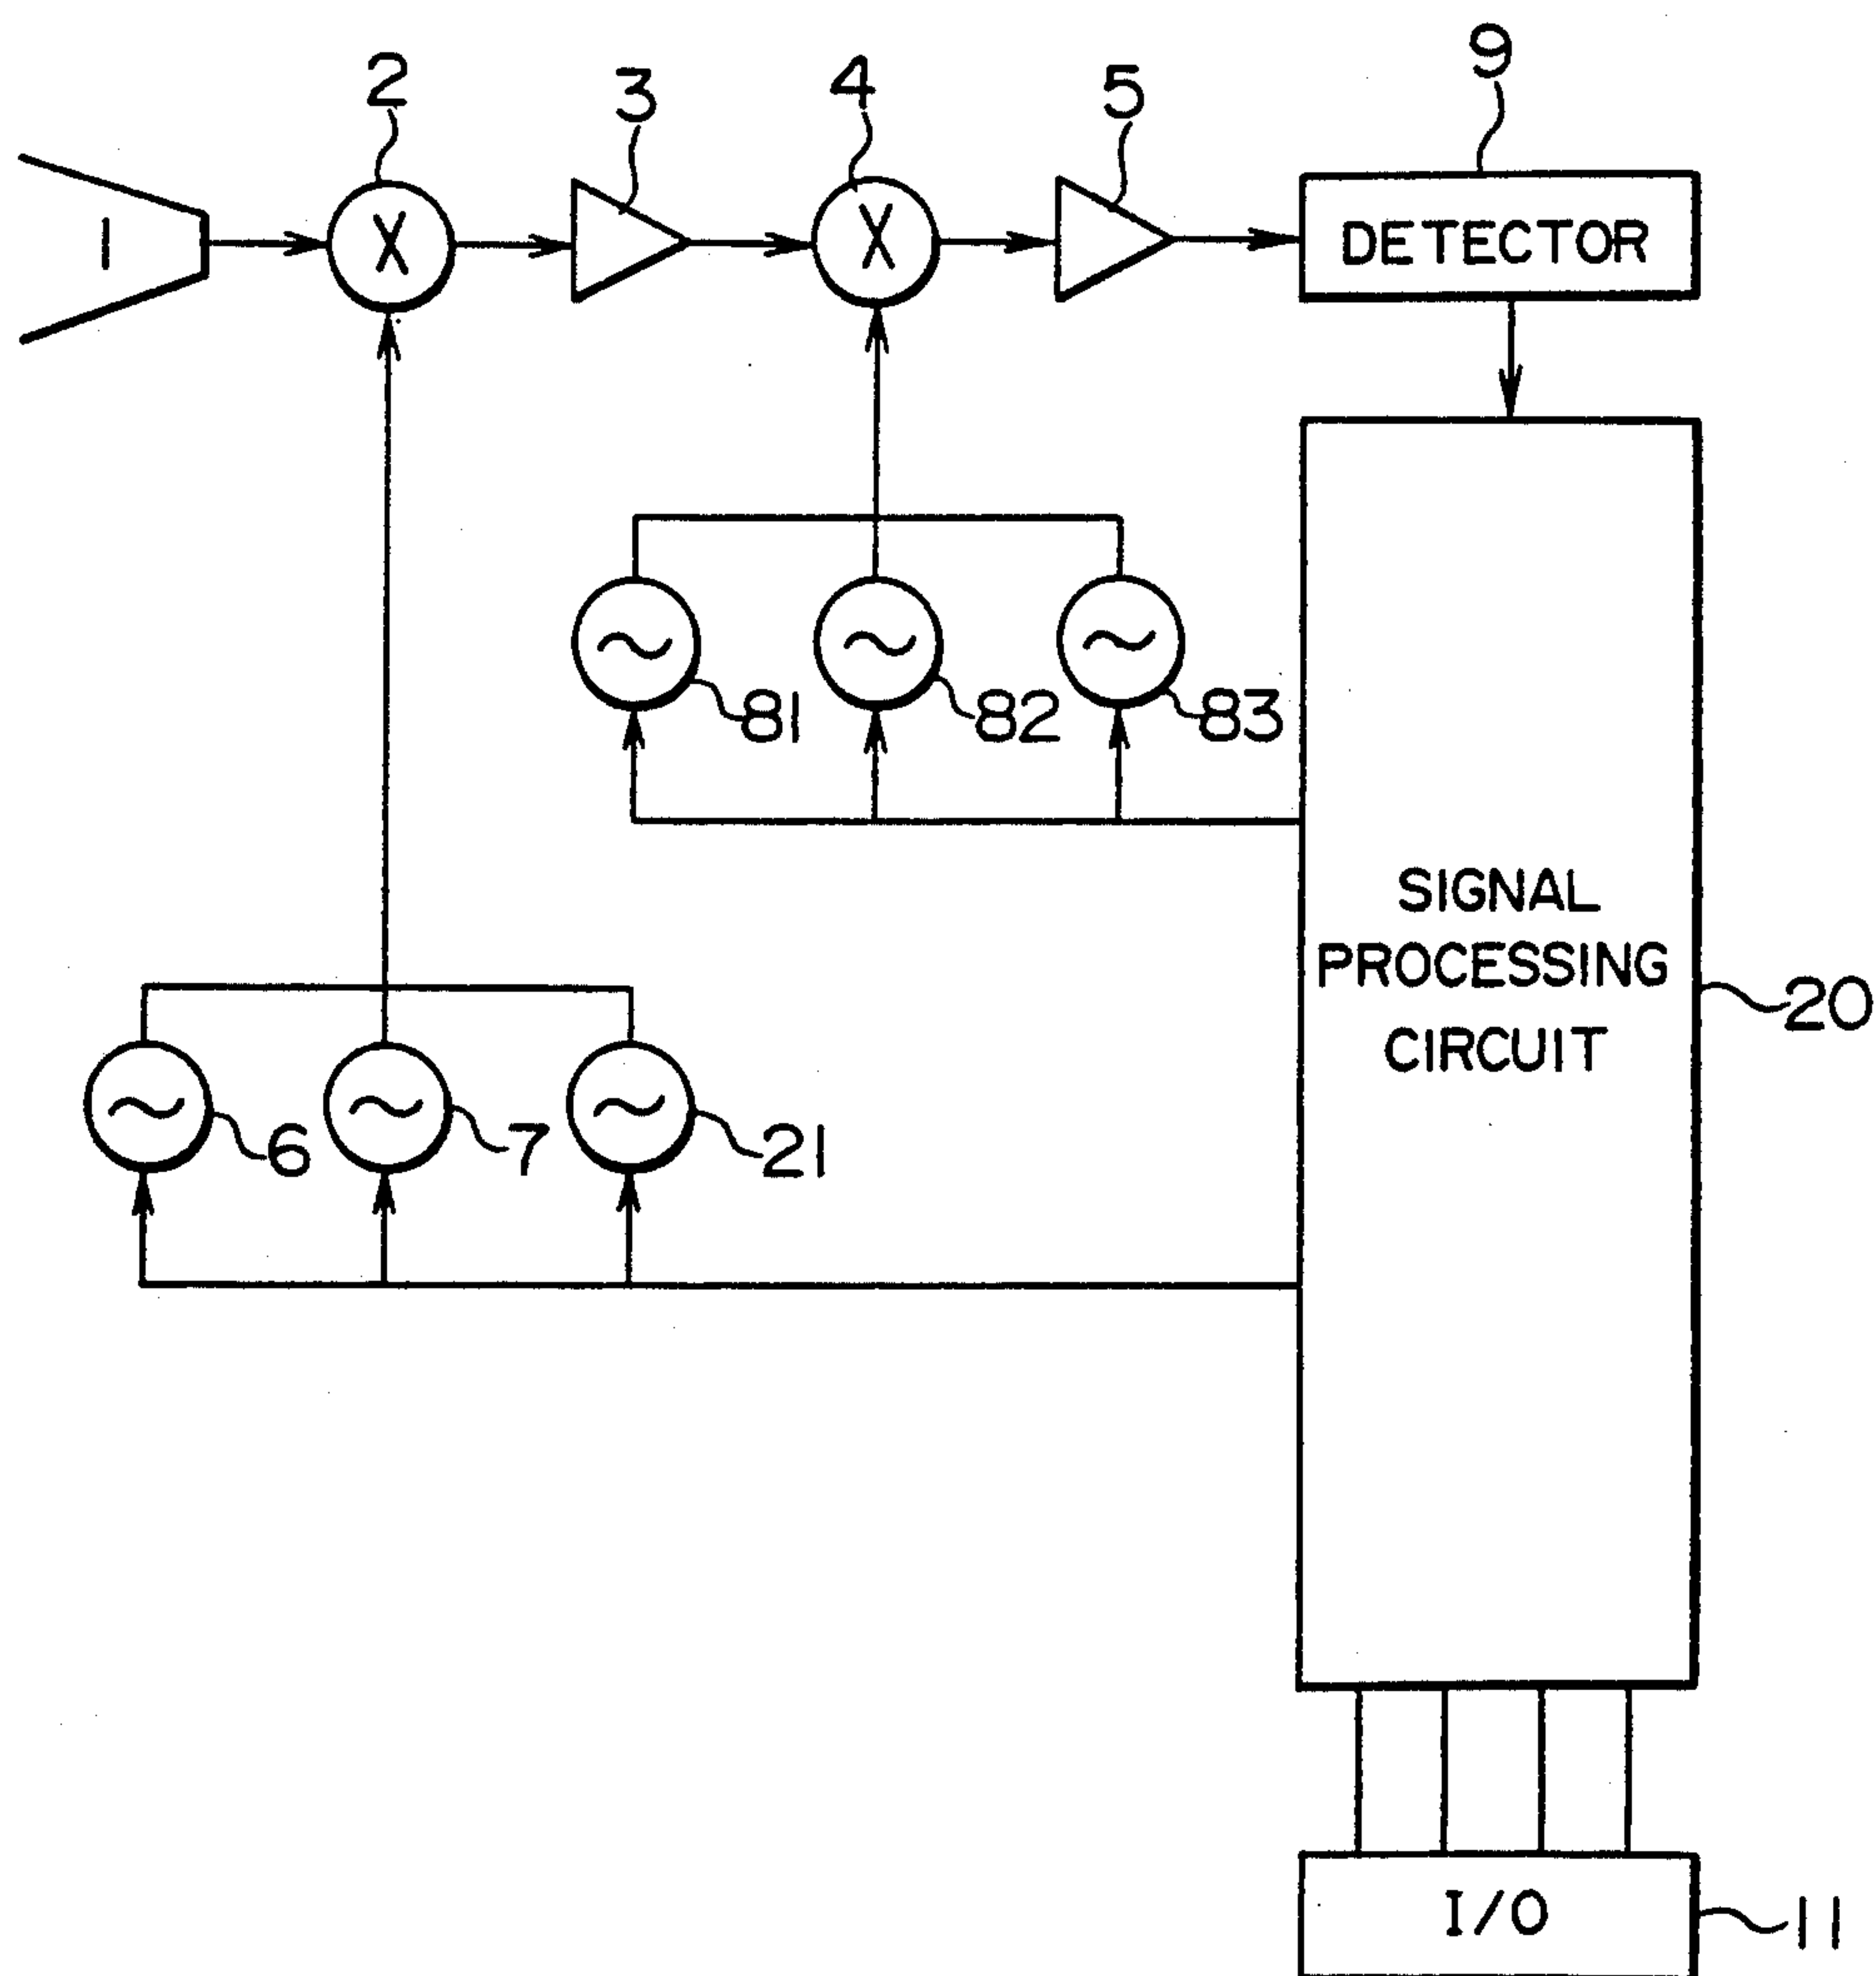 2
3
4
5
9
1
X
X
DETECTOR
81
82
83
SIGNAL
PROCESSING
CIRCUIT
20
6
7
21
I/O
11